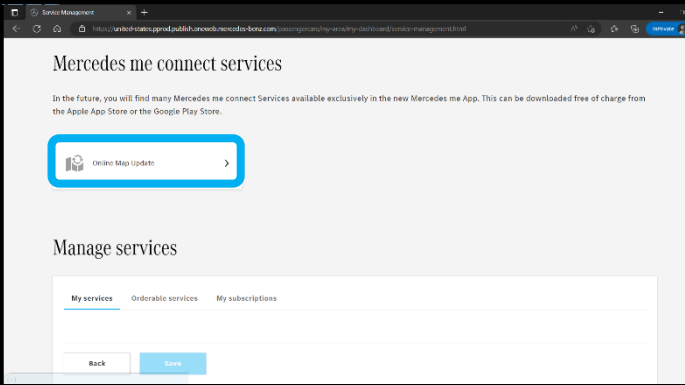 Service Management
https://united-states.pprod.publish.oneweb.mercedes-benz.com/passengercars/my-area/my-dashboard/service-management.html
InPrivate
Mercedes me connect services
In the future, you will find many Mercedes me connect Services available exclusively in the new Mercedes me App. This can be downloaded free of charge from
the Apple App Store or the Google Play Store.
Online Map Update
Manage services
My services
Orderable services
My subscriptions
Back
Save